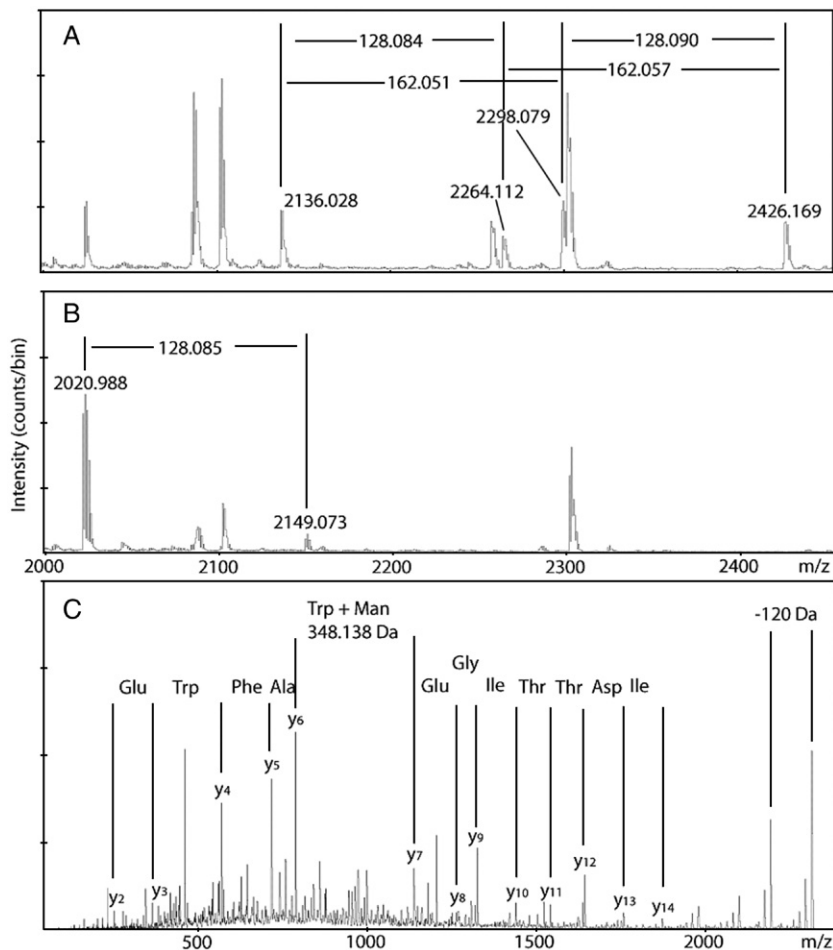 A
128.084
128.090
162.051
162.057
2298.079
2136.028
2264.112
2426.169
B
128.085
2020.988
2149.073
Intensity (counts/bin)
2000
2100
2200
2300
2400
m/z
C
Trp + Man
348.138 Da
-120 Da
Gly
Glu
Trp
Phe
Ala
Glu
Ile
Thr
Thr
Asp
Ile
y6
y5
y4
y9
y12
y7
y2
y3
y8
y10
y11
y13
y14
500
1000
1500
2000
m/z